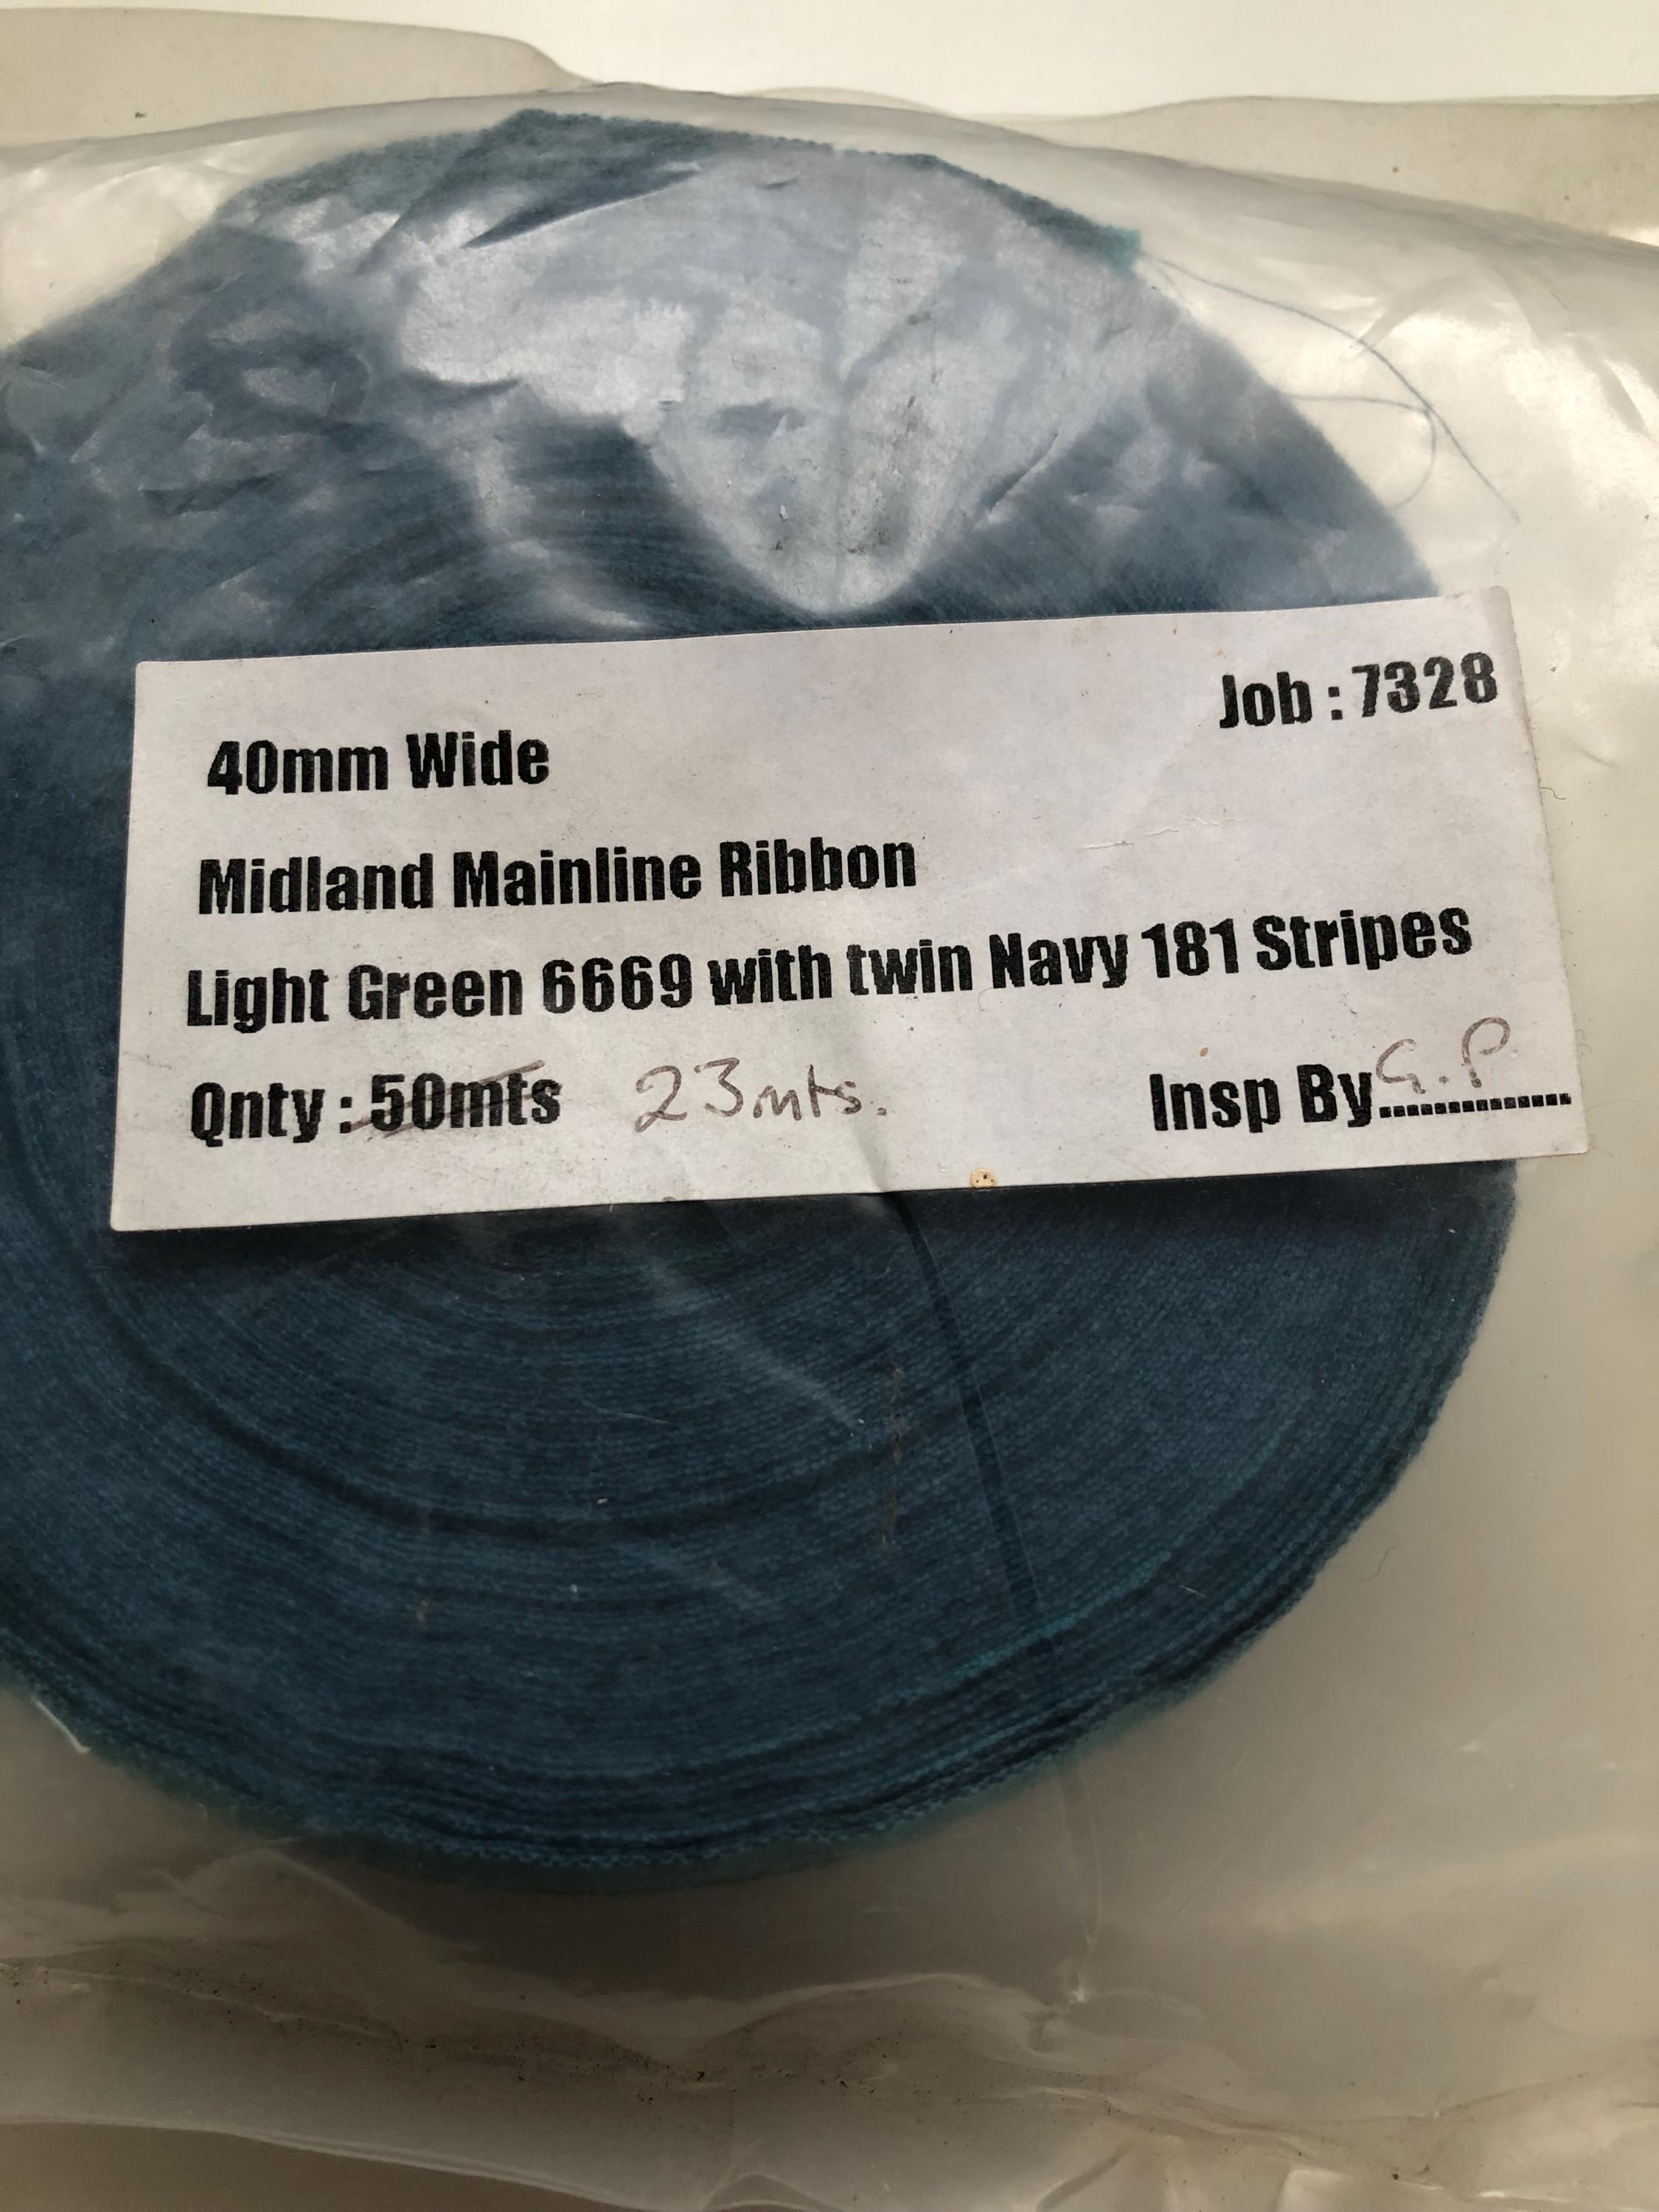 Job : 7328
40mm Wide
Midland Mainline Ribbon
Light Green 6669 with twin Navy 181 Stripes
Qnty : 50mts 23mts. Insp By G.P